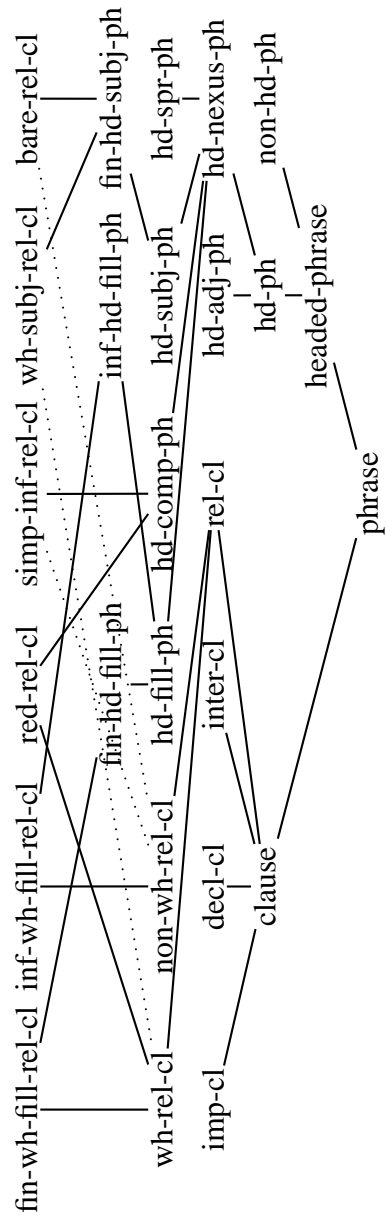 fin-wh-fill-rel-cl inf-wh-fill-rel-cl red-rel-cl simp-inf-rel-cl wh-subj-rel-cl bare-rel-cl
fin-hd-fill-ph inf-hd-fill-ph fin-hd-subj-ph
wh-rel-cl non-wh-rel-cl hd-fill-ph hd-comp-ph hd-subj-ph hd-spr-ph
imp-cl decl-cl inter-cl rel-cl hd-adj-ph hd-nexus-ph
clause hd-ph non-hd-ph
headed-phrase
phrase